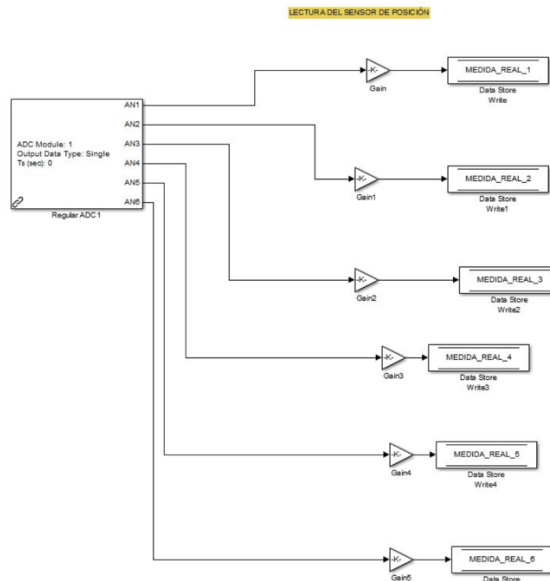 LECTURA DEL SENSOR DE POSICIÓN
MEDIDA_REAL_1
-K-
Gain
Data Store
Write
AN1
AN2
AN3
AN4
AN5
AN6
ADC Module: 1
Output Data Type: Single
Ts (sec): 0
Regular ADC1
-K-
Gain1
MEDIDA_REAL_2
Data Store
Write1
-K-
Gain2
MEDIDA_REAL_3
Data Store
Write2
-K-
Gain3
MEDIDA_REAL_4
Data Store
Write3
-K-
Gain4
MEDIDA_REAL_5
Data Store
Write4
-K-
Gain5
MEDIDA_REAL_6
Data Store